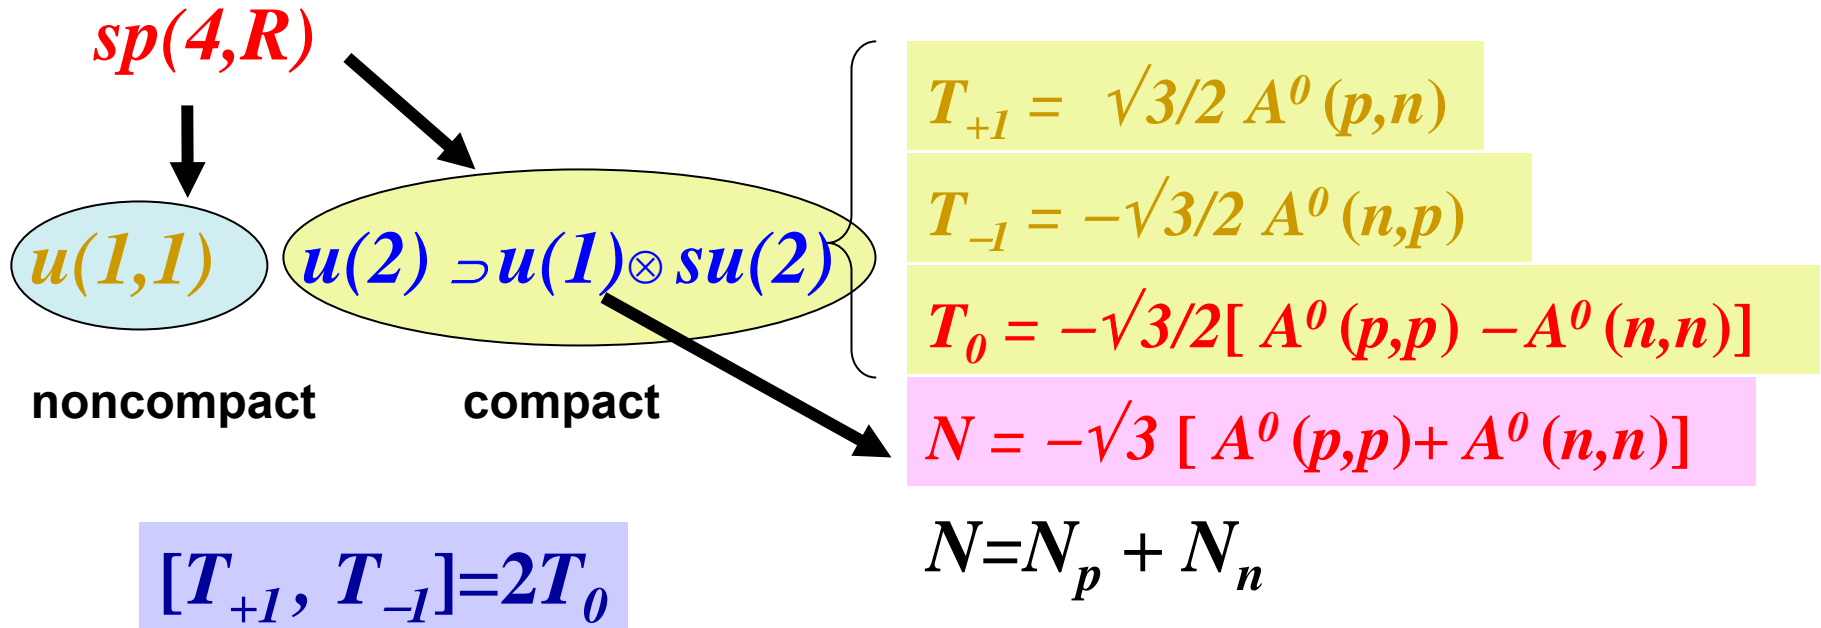 sp(4,R)
u(1,1)
u(2) ⊃ u(1) ⊗ su(2)
noncompact
compact
[T₊₁ , T₋₁]=2T₀
T₊₁ = √3/2 A⁰ (p,n)
T₋₁ = −√3/2 A⁰ (n,p)
T₀ = −√3/2[ A⁰ (p,p) − A⁰ (n,n)]
N = −√3 [ A⁰ (p,p)+ A⁰ (n,n)]
N=Nₚ + Nₙ